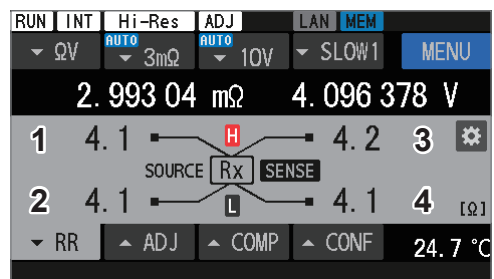 RUN INT Hi-Res ADJ LAN MEM
ΩV AUTO 3mΩ AUTO 10V SLOW1 MENU
2.993 04 mΩ 4.096 378 V
1 4.1 H 4.2 3
SOURCE Rx SENSE
2 4.1 L 4.1 4 [Ω]
RR ADJ COMP CONF 24.7 °C